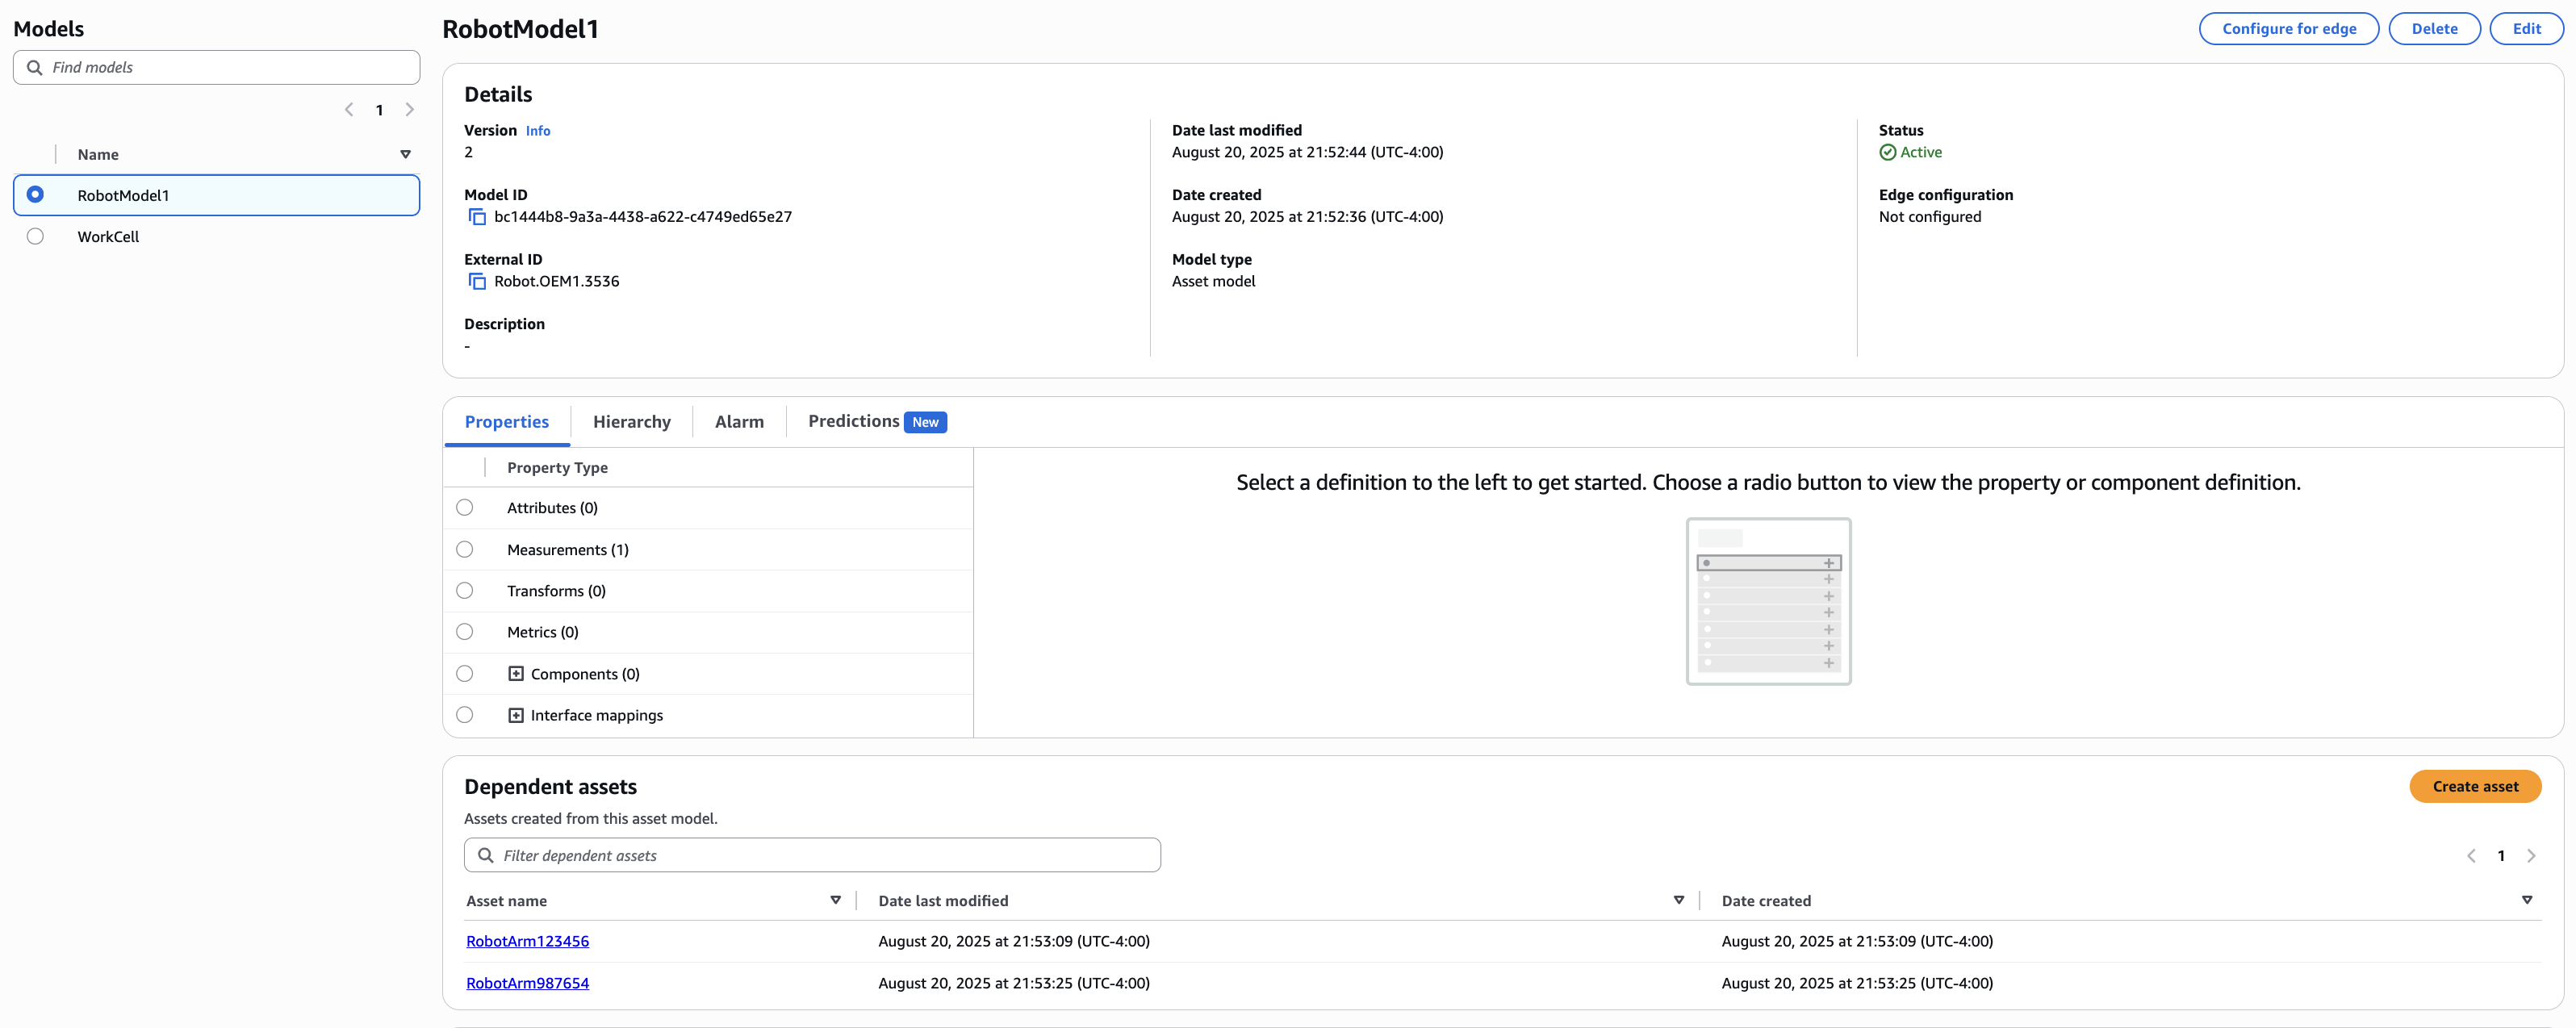 Models
Find models
1
Name
RobotModel1
WorkCell
RobotModel1
Configure for edge
Delete
Edit
Details
Version Info
2
Model ID
bc1444b8-9a3a-4438-a622-c4749ed65e27
External ID
Robot.OEM1.3536
Description
-
Date last modified
August 20, 2025 at 21:52:44 (UTC-4:00)
Date created
August 20, 2025 at 21:52:36 (UTC-4:00)
Model type
Asset model
Status
Active
Edge configuration
Not configured
Properties
Hierarchy
Alarm
Predictions New
Property Type
Attributes (0)
Measurements (1)
Transforms (0)
Metrics (0)
Components (0)
Interface mappings
Select a definition to the left to get started. Choose a radio button to view the property or component definition.
Dependent assets
Create asset
Assets created from this asset model.
Filter dependent assets
1
Asset name Date last modified Date created
RobotArm123456 August 20, 2025 at 21:53:09 (UTC-4:00) August 20, 2025 at 21:53:09 (UTC-4:00)
RobotArm987654 August 20, 2025 at 21:53:25 (UTC-4:00) August 20, 2025 at 21:53:25 (UTC-4:00)